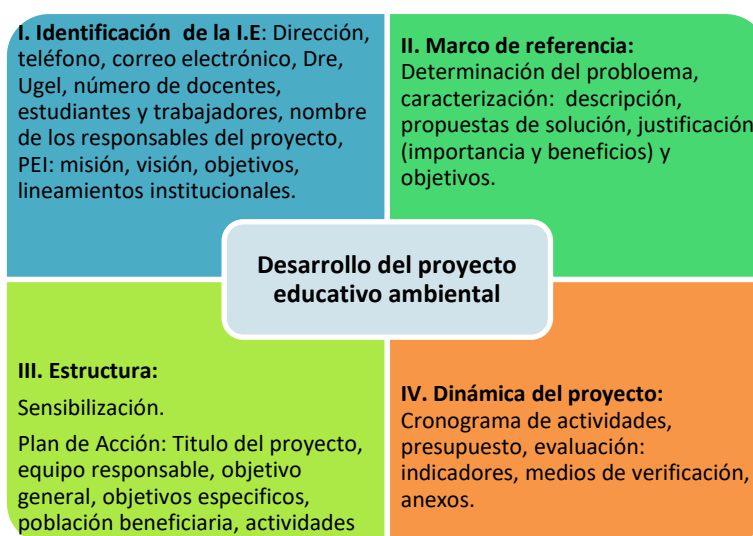 I. Identificación  de la I.E: Dirección,
teléfono, correo electrónico, Dre,
Ugel, número de docentes,
estudiantes y trabajadores, nombre
de los responsables del proyecto,
PEI: misión, visión, objetivos,
lineamientos institucionales.
II. Marco de referencia:
Determinación del probloema,
caracterización:  descripción,
propuestas de solución, justificación
(importancia y beneficios) y
objetivos.
Desarrollo del proyecto
educativo ambiental
III. Estructura:
Sensibilización.
Plan de Acción: Titulo del proyecto,
equipo responsable, objetivo
general, objetivos especificos,
población beneficiaria, actividades
IV. Dinámica del proyecto:
Cronograma de actividades,
presupuesto, evaluación:
indicadores, medios de verificación,
anexos.